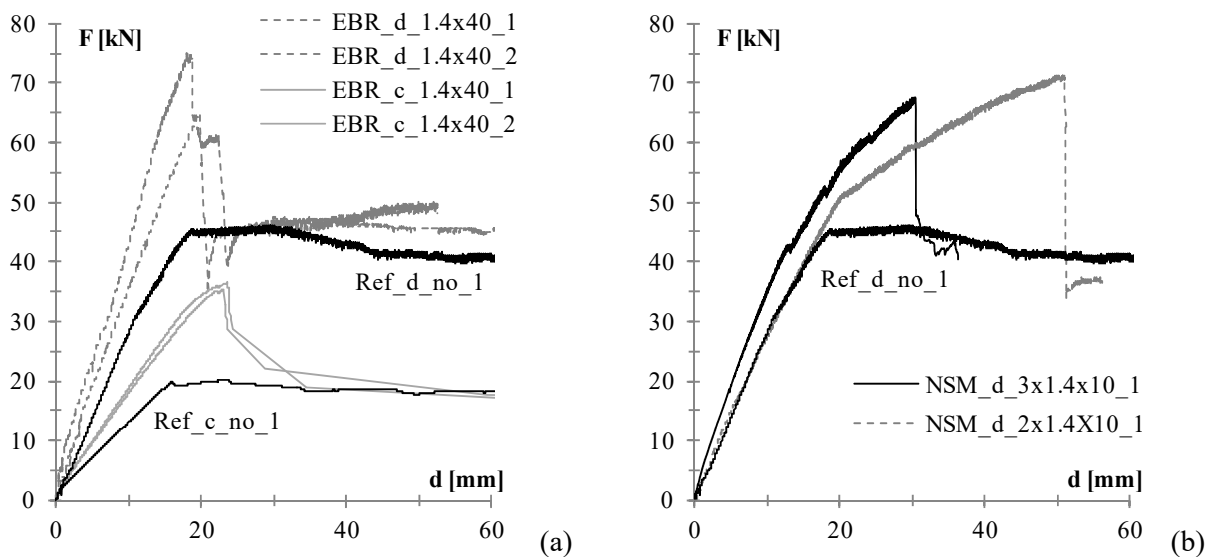 F [kN]
EBR_d_1.4x40_1
EBR_d_1.4x40_2
EBR_c_1.4x40_1
EBR_c_1.4x40_2
80
70
60
50
40
30
20
10
0
Ref_d_no_1
Ref_c_no_1
d [mm]
0 20 40 60
(a)
F [kN]
80
70
60
50
40
30
20
10
0
Ref_d_no_1
NSM_d_3x1.4x10_1
NSM_d_2x1.4X10_1
d [mm]
0 20 40 60
(b)